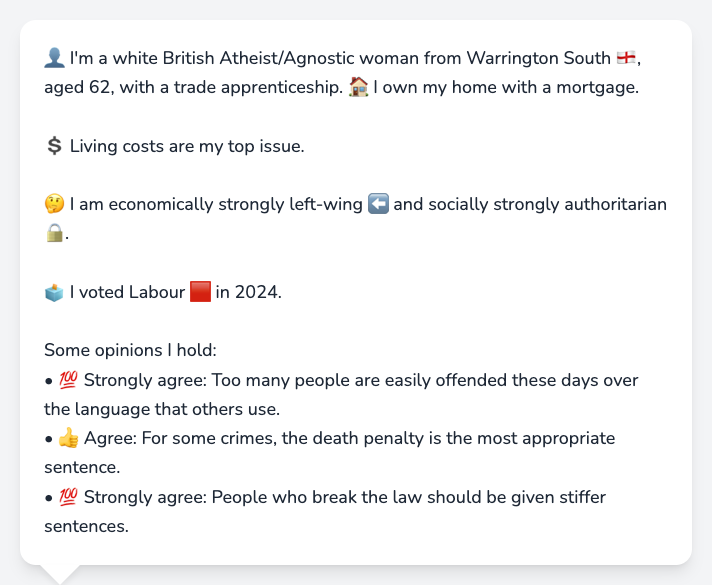 👤 I'm a white British Atheist/Agnostic woman from Warrington South 🏴󠁧󠁢󠁥󠁮󠁧󠁿,
aged 62, with a trade apprenticeship. 🏠 I own my home with a mortgage.
💲 Living costs are my top issue.
🤔 I am economically strongly left-wing ⬅️ and socially strongly authoritarian
🔒.
🗳️ I voted Labour 🟥 in 2024.
Some opinions I hold:
• 💯 Strongly agree: Too many people are easily offended these days over
the language that others use.
• 👍 Agree: For some crimes, the death penalty is the most appropriate
sentence.
• 💯 Strongly agree: People who break the law should be given stiffer
sentences.